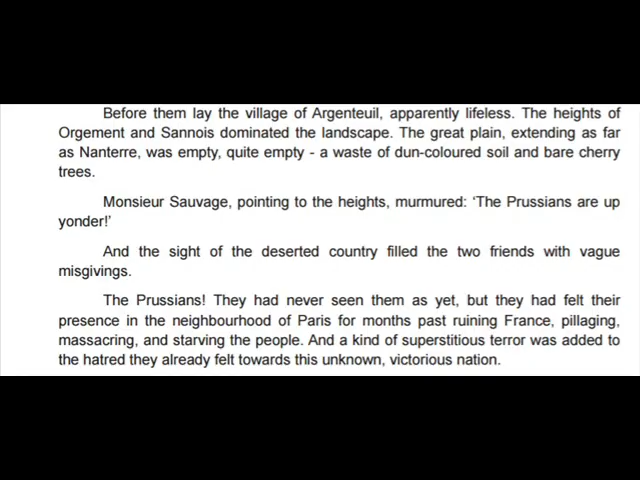 Before them lay the village of Argenteuil, apparently lifeless. The heights of
Orgement and Sannois dominated the landscape. The great plain, extending as far
as Nanterre, was empty, quite empty - a waste of dun-coloured soil and bare cherry
trees.
Monsieur Sauvage, pointing to the heights, murmured: ‘The Prussians are up
yonder!’
And the sight of the deserted country filled the two friends with vague
misgivings.
The Prussians! They had never seen them as yet, but they had felt their
presence in the neighbourhood of Paris for months past ruining France, pillaging,
massacring, and starving the people. And a kind of superstitious terror was added to
the hatred they already felt towards this unknown, victorious nation.